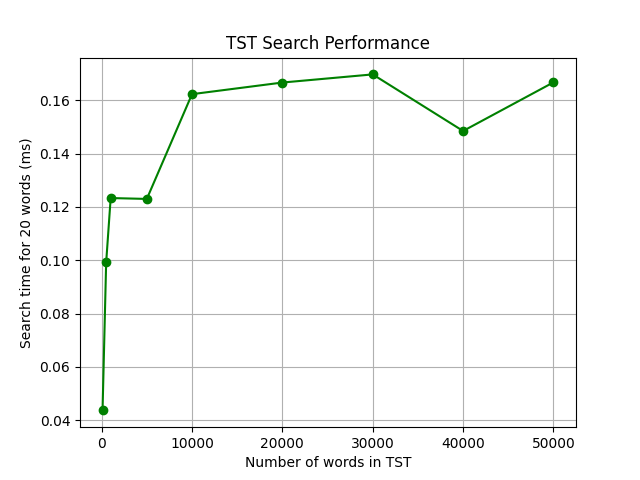 TST Search Performance
0.16
0.14
0.12
0.10
0.08
0.06
0.04
Search time for 20 words (ms)
0 10000 20000 30000 40000 50000
Number of words in TST